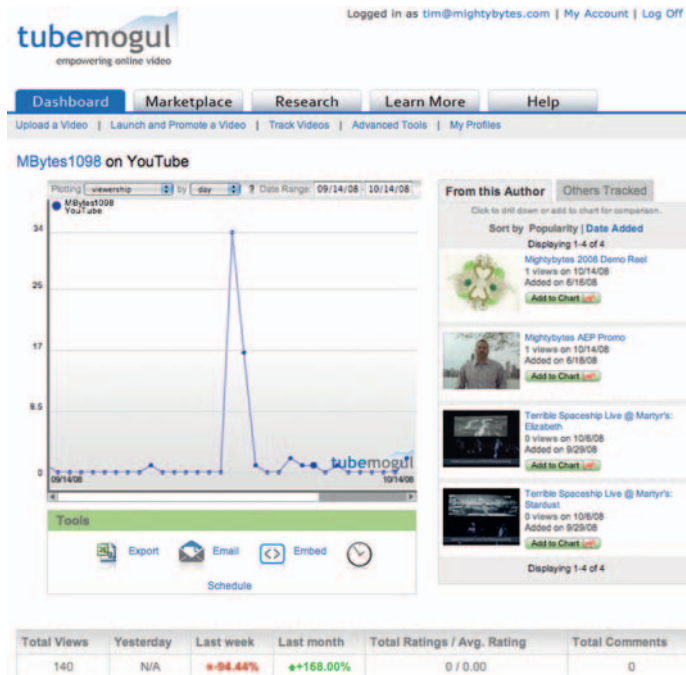 Logged in as tim@mightybytes.com | My Account | Log Off
tubemogul
empowering online video
Dashboard Marketplace Research Learn More Help
Upload a Video | Launch and Promote a Video | Track Videos | Advanced Tools | My Profiles
MBytes1098 on YouTube
Plotting viewership by day ? Date Range: 09/14/08 - 10/14/08
MBytes1098
YouTube
34
25
17
8.5
0
09/14/08 10/14/08
tubemogul
From this Author Others Tracked
Click to drill down or add to chart for comparison.
Sort by Popularity | Date Added
Displaying 1-4 of 4
Mightybytes 2008 Demo Reel
1 views on 10/14/08
Added on 6/16/08
Add to Chart
Mightybytes AEP Promo
1 views on 10/14/08
Added on 6/18/08
Add to Chart
Terrible Spaceship Live @ Martyr's:
Elizabeth
0 views on 10/6/08
Added on 9/29/08
Add to Chart
Terrible Spaceship Live @ Martyr's:
Stardust
0 views on 10/6/08
Added on 9/29/08
Add to Chart
Displaying 1-4 of 4
Tools
Export Email Embed
Schedule
Total Views Yesterday Last week Last month Total Ratings / Avg. Rating Total Comments
140 N/A -94.44% +168.00% 0 / 0.00 0